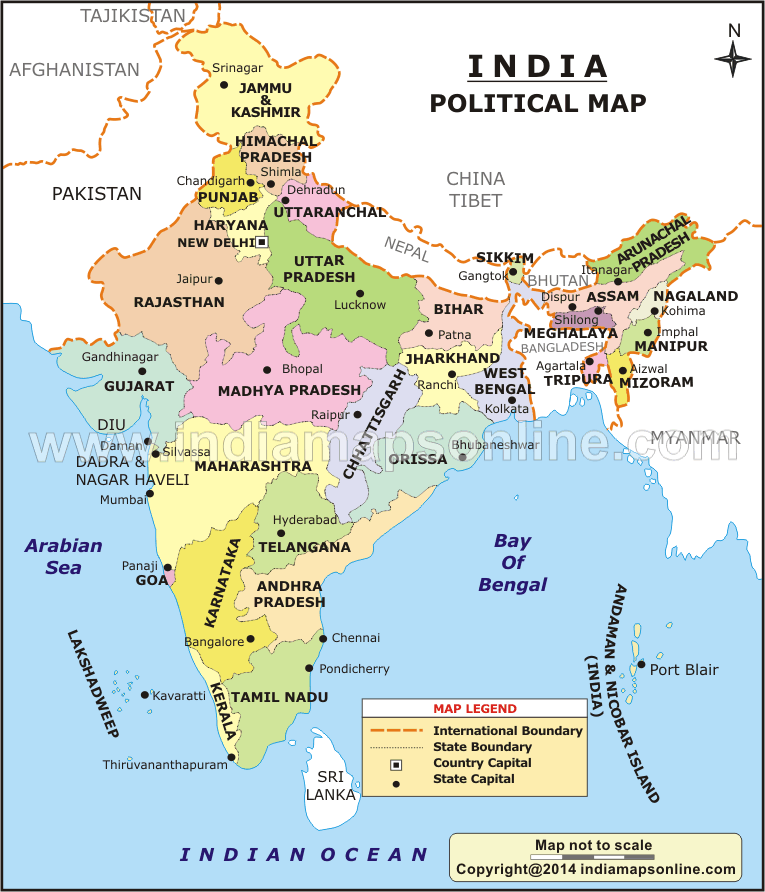 TAJIKISTAN
AFGHANISTAN
N
INDIA
POLITICAL MAP
Srinagar
JAMMU
&
KASHMIR
HIMACHAL
PRADESH
Shimla
Chandigarh
PUNJAB
Dehradun
UTTARANCHAL
PAKISTAN
CHINA
TIBET
HARYANA
NEW DELHI
NEPAL
SIKKIM
Gangtok
BHUTAN
ARUNACHAL
PRADESH
Itanagar
UTTAR
PRADESH
Lucknow
Jaipur
RAJASTHAN
BIHAR
Patna
Dispur
ASSAM
NAGALAND
Kohima
Shilong
MEGHALAYA
Imphal
MANIPUR
BANGLADESH
Agartala
TRIPURA
Aizwal
MIZORAM
Gandhinagar
GUJARAT
Bhopal
MADHYA PRADESH
JHARKHAND
Ranchi
WEST
BENGAL
Kolkata
Raipur
CHHATTISGARH
DIU
Daman
Silvassa
DADRA &
NAGAR HAVELI
Mumbai
MAHARASHTRA
ORISSA
Bhubaneshwar
MYANMAR
www.indiamapsonline.com
Hyderabad
TELANGANA
Arabian
Sea
Panaji
GOA
KARNATAKA
ANDHRA
PRADESH
Bay
Of
Bengal
Bangalore
Chennai
Pondicherry
LAKSHADWEEP
Kavaratti
KERALA
TAMIL NADU
Thiruvananthapuram
ANDAMAN & NICOBAR ISLAND
(INDIA)
Port Blair
SRI
LANKA
MAP LEGEND
International Boundary
State Boundary
Country Capital
State Capital
INDIAN OCEAN
Map not to scale
Copyright@2014 indiamapsonline.com